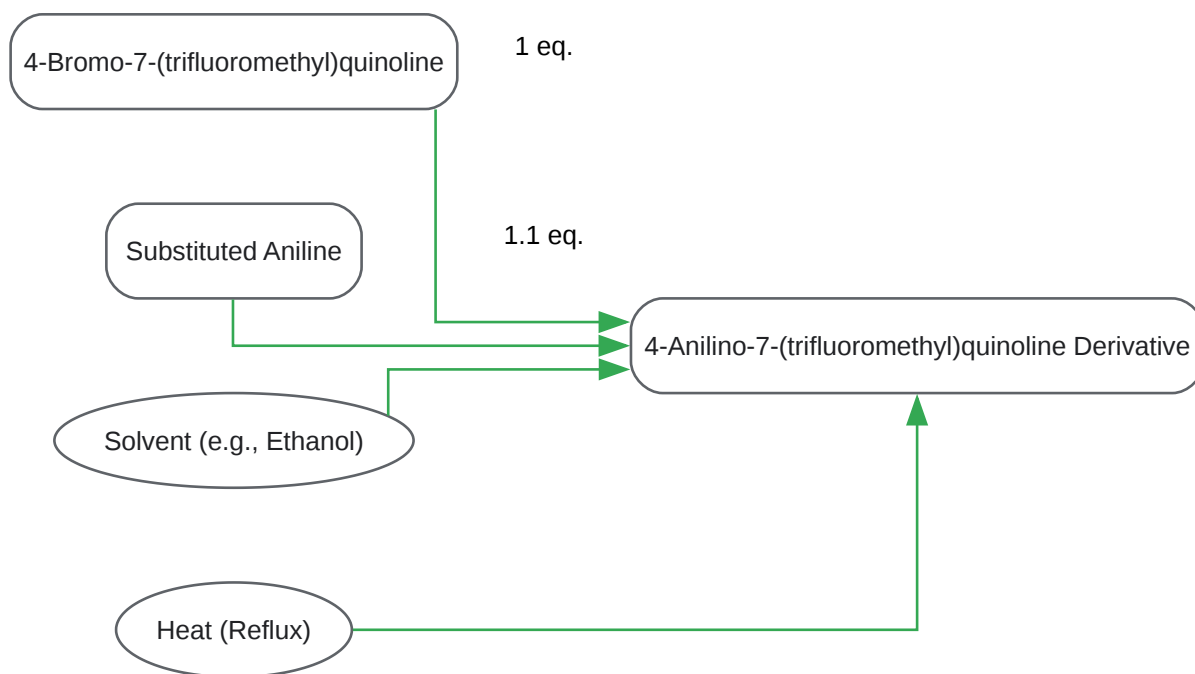 4-Bromo-7-(trifluoromethyl)quinoline
1 eq.
Substituted Aniline
1.1 eq.
4-Anilino-7-(trifluoromethyl)quinoline Derivative
Solvent (e.g., Ethanol)
Heat (Reflux)